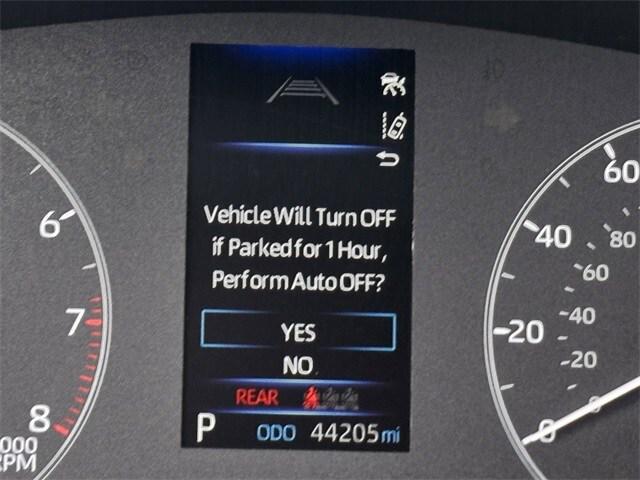 Vehicle Will Turn OFF
if Parked for 1 Hour,
Perform Auto OFF?
YES
NO
REAR
P ODO 44205 mi
6
7
8
000
RPM
60
40
20
0
80
60
40
20
0